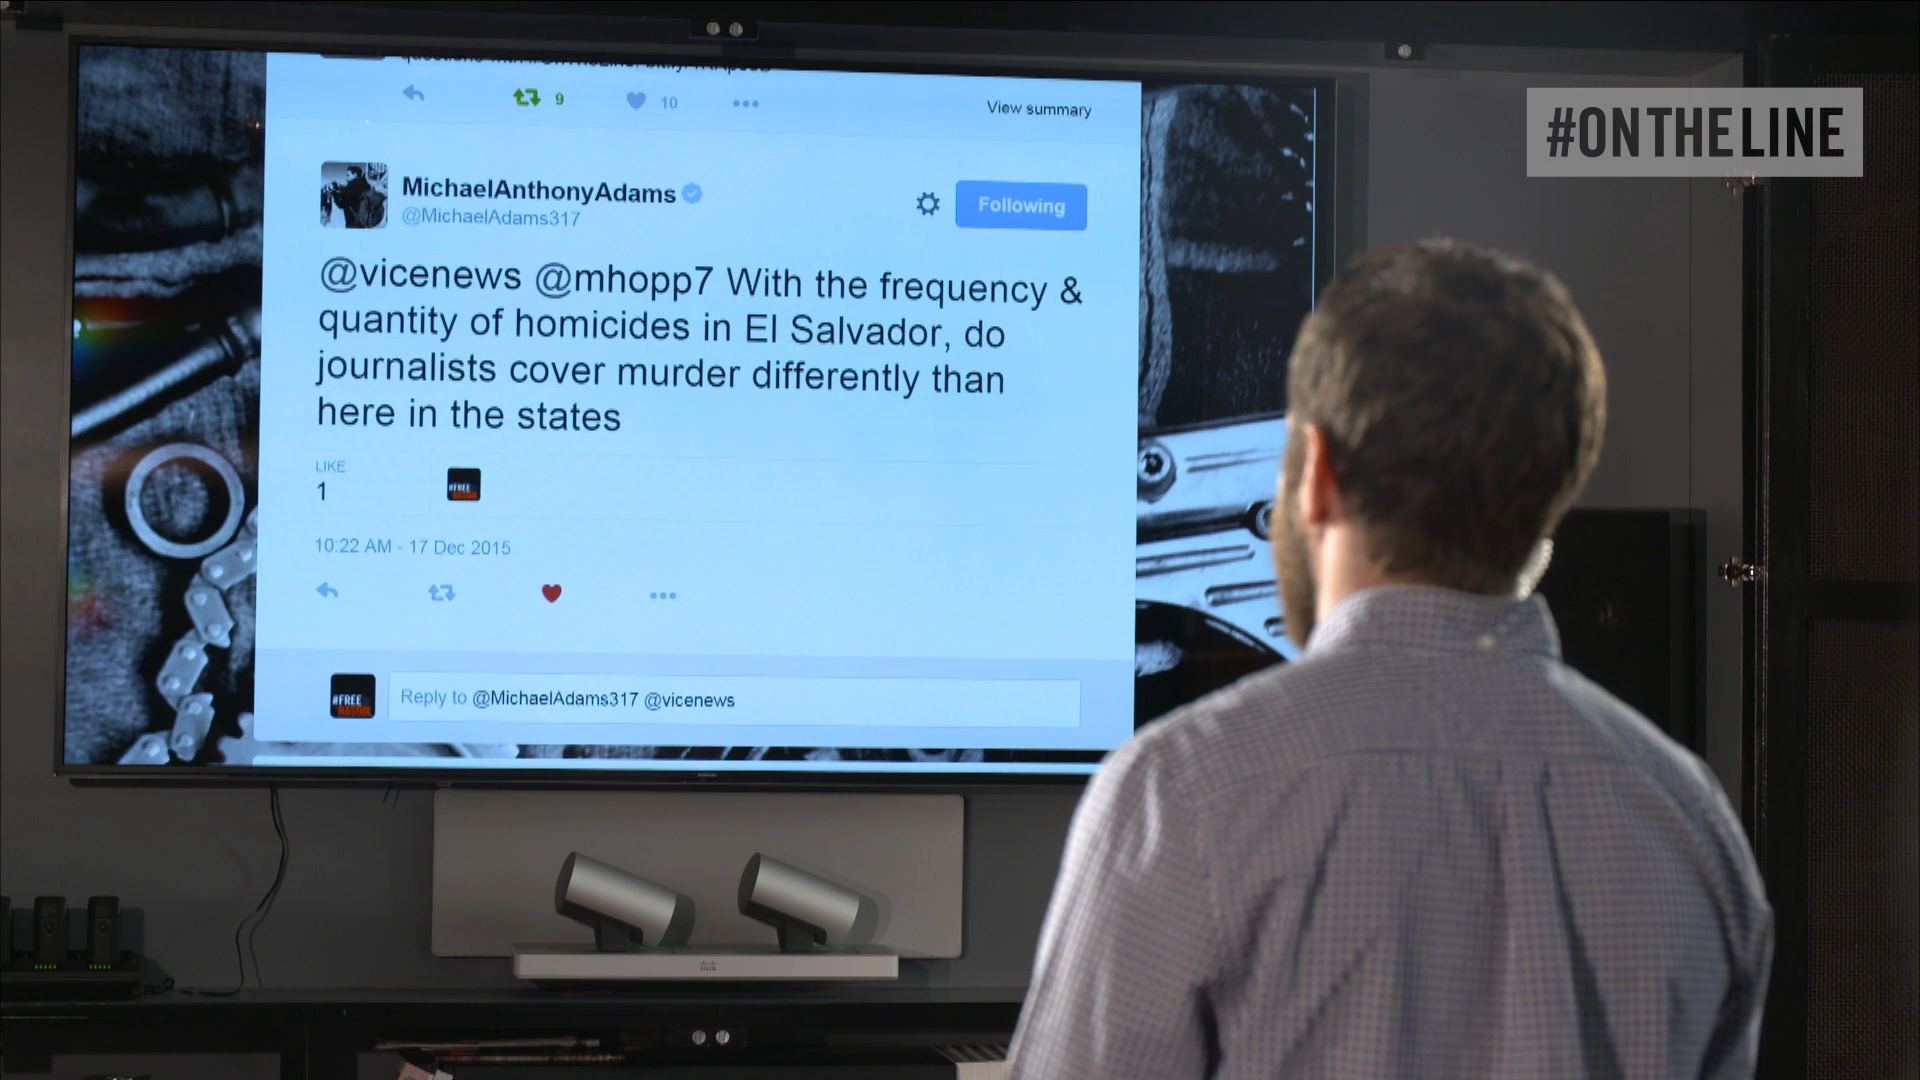 9
10
View summary
#ONTHELINE
MichaelAnthonyAdams
@MichaelAdams317
Following
@vicenews @mhopp7 With the frequency &
quantity of homicides in El Salvador, do
journalists cover murder differently than
here in the states
LIKE
1
#FREE
10:22 AM - 17 Dec 2015
#FREE
Reply to @MichaelAdams317 @vicenews